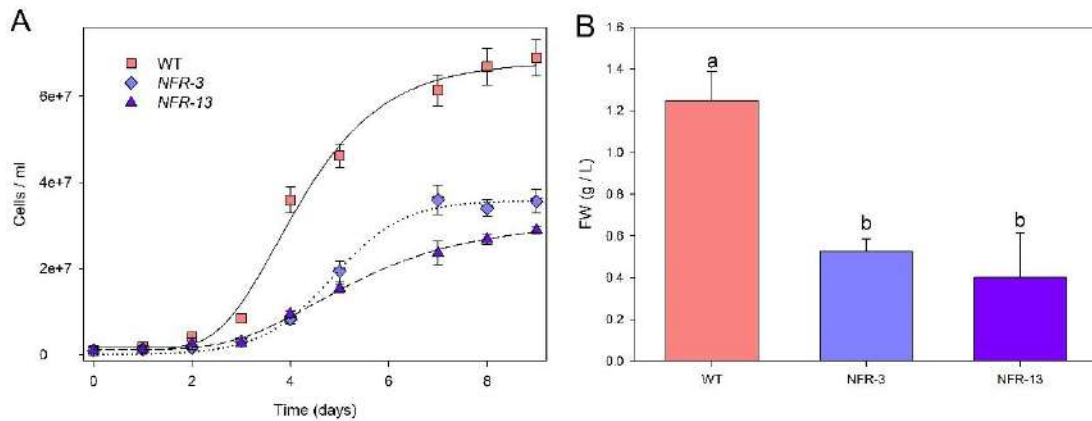 A
WT
NFR-3
NFR-13
Cells / ml
6e+7
4e+7
2e+7
0
0
2
4
6
8
Time (days)
B
FW (g / L)
1.6
1.4
1.2
1.0
0.8
0.6
0.4
0.2
0.0
a
b
b
WT
NFR-3
NFR-13